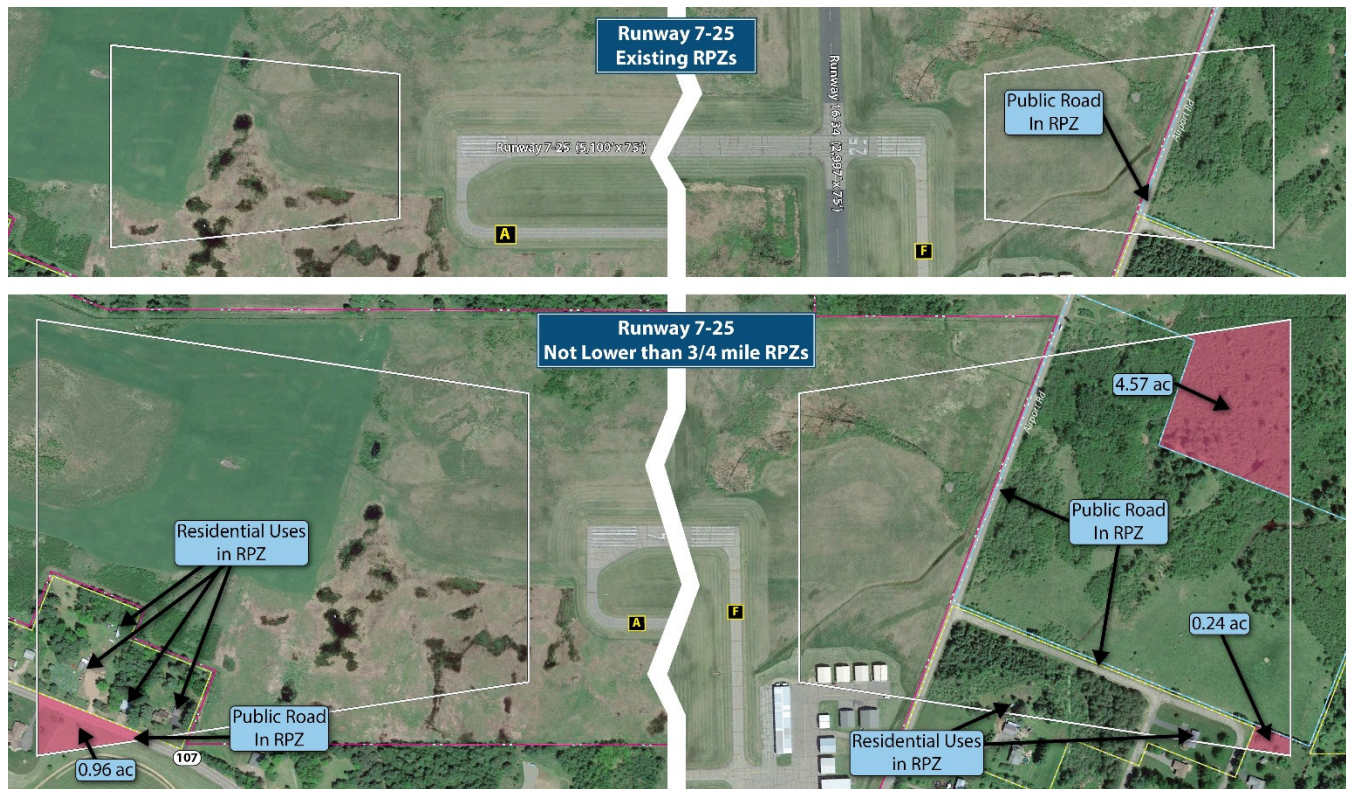 Runway 7-25
Existing RPZs
Runway 7-25 (5,100' x 75')
Runway 16-34 (2,997' x 75')
25
A
F
Public Road
In RPZ
Airport Rd
Runway 7-25
Not Lower than 3/4 mile RPZs
Residential Uses
in RPZ
Public Road
In RPZ
0.96 ac
107
A
F
Airport Rd
4.57 ac
Public Road
In RPZ
0.24 ac
Residential Uses
in RPZ